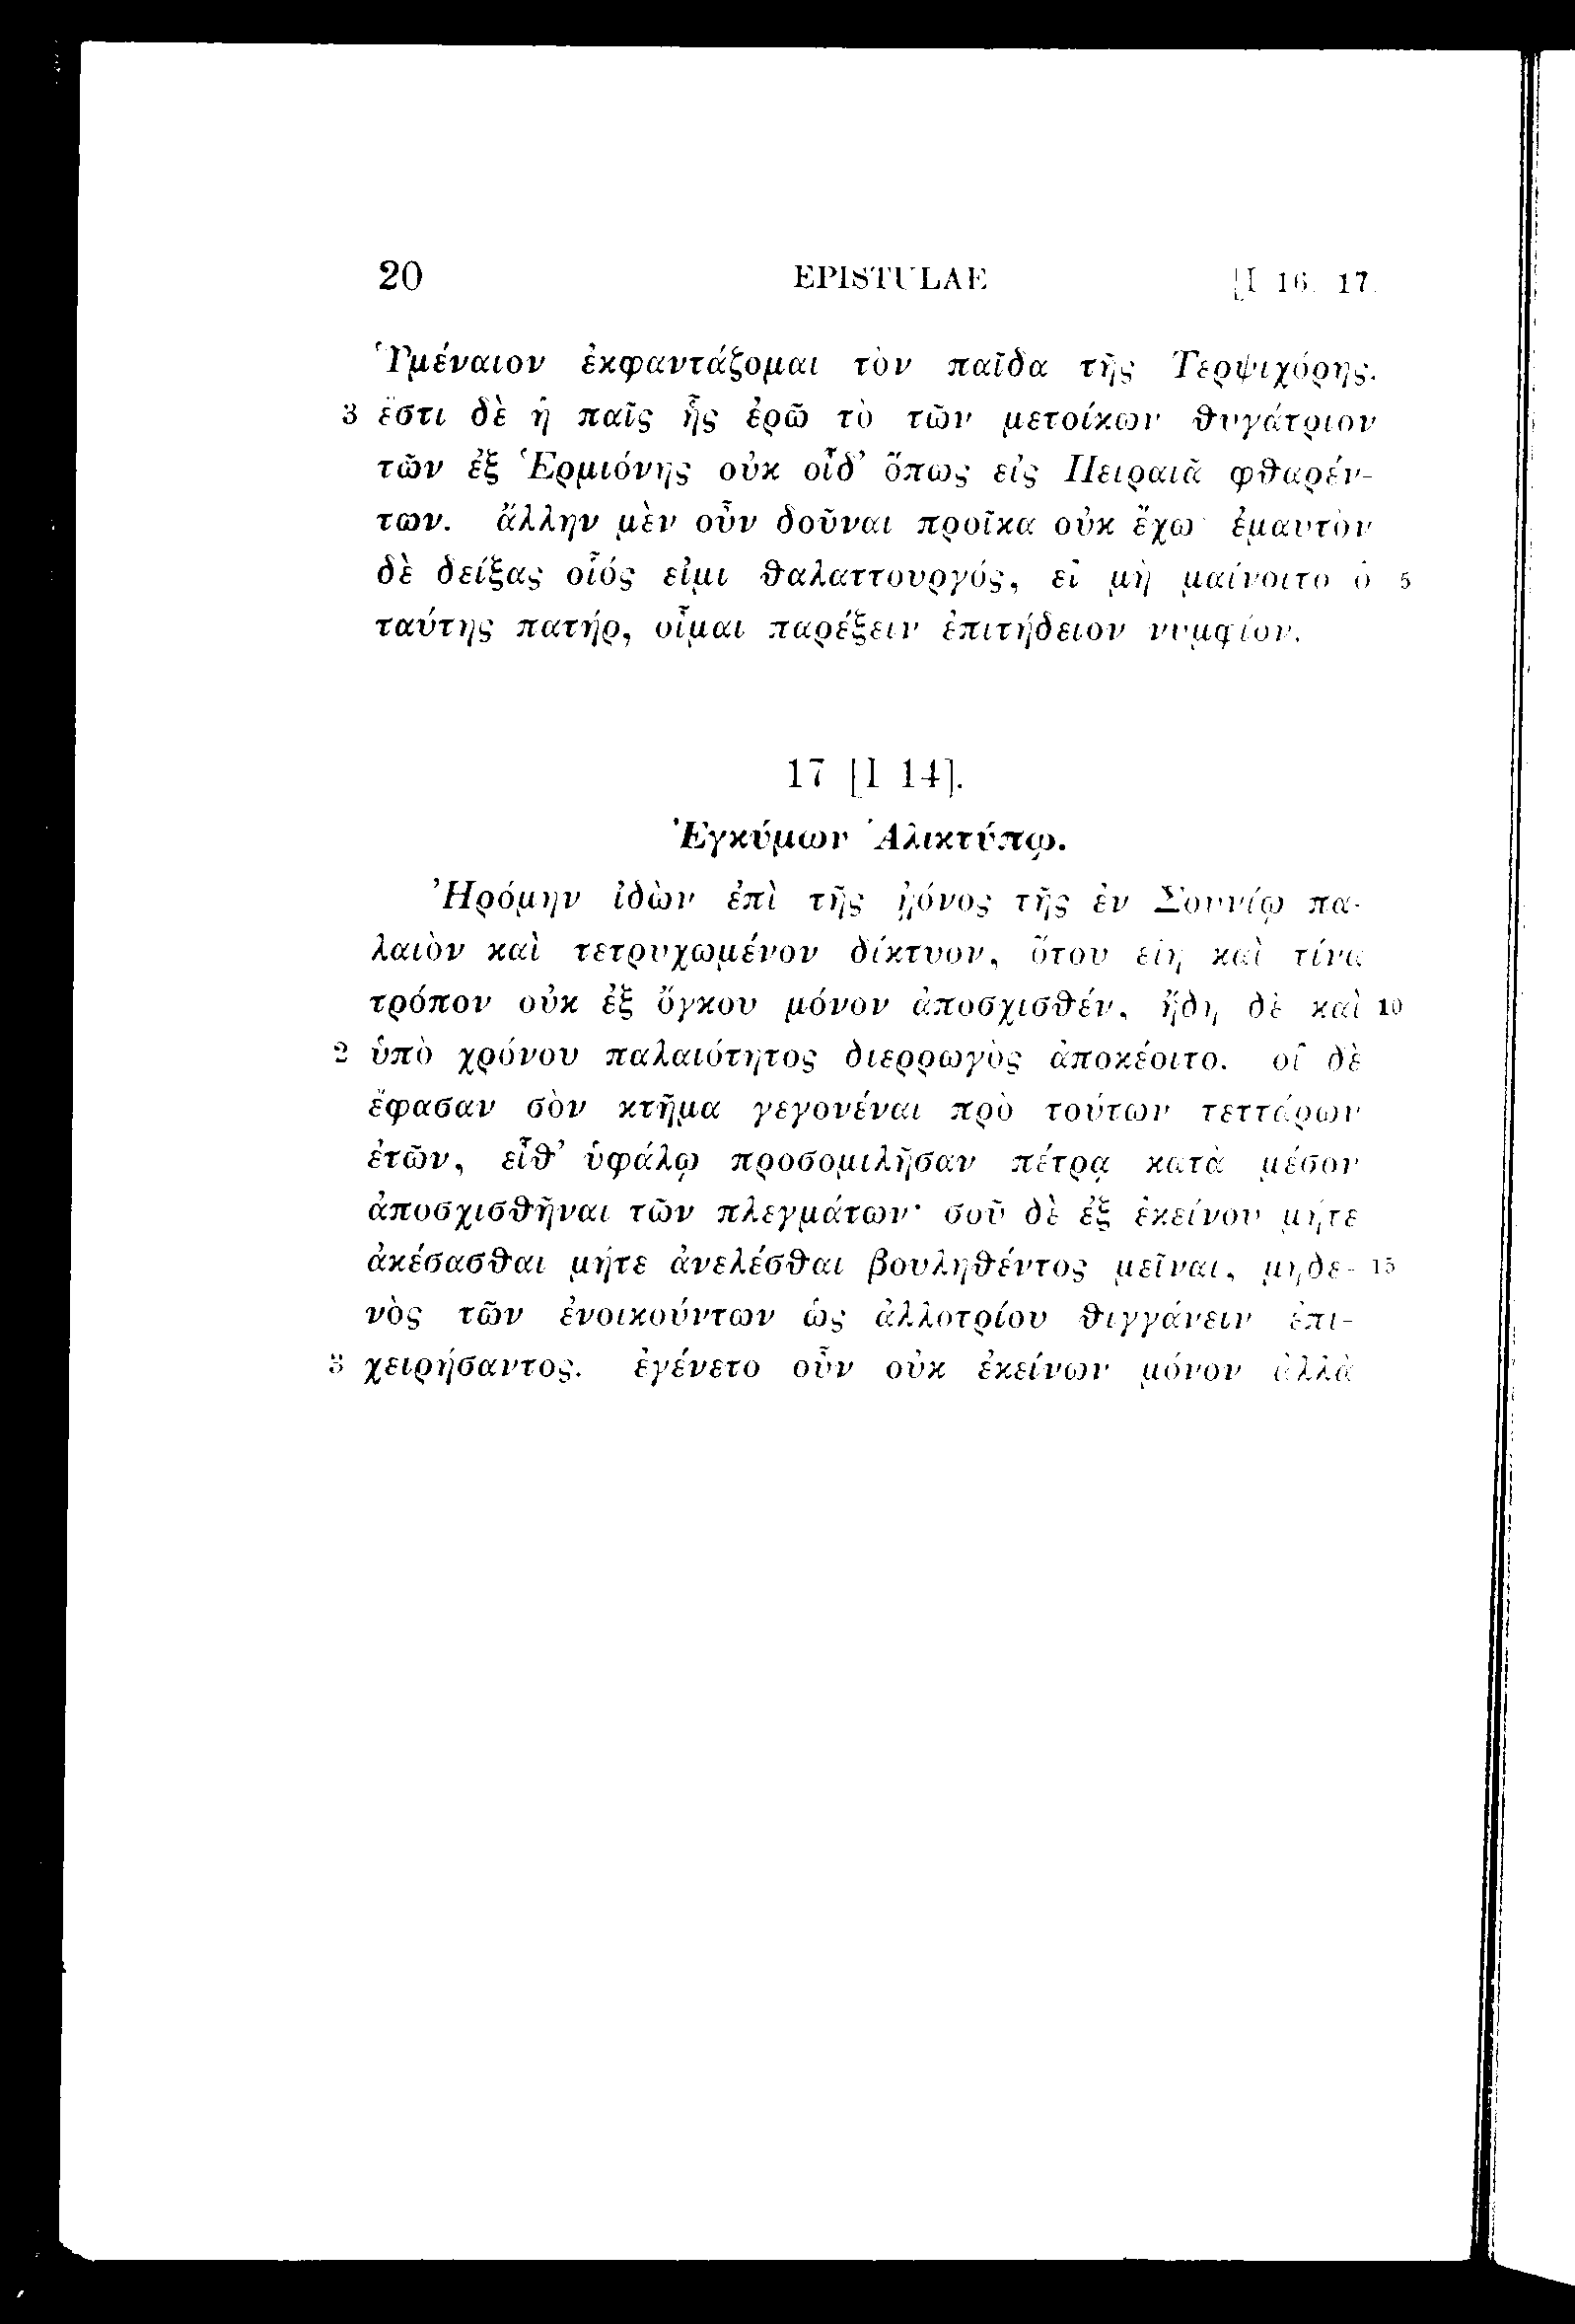 20 EPISTULAE [I 16. 17.
Ὑμέναιον ἐκφαντάζομαι τὸν παῖδα τῆς Τερψιχόρης.
3 ἔστι δὲ ἡ παῖς ἧς ἐρῶ τὸ τῶν μετοίκων θυγάτριον
τῶν ἐξ Ἑρμιόνης οὐκ οἶδ’ ὅπως εἰς Πειραιᾶ φθαρέν-
των. ἄλλην μὲν οὖν δοῦναι προῖκα οὐκ ἔχω· ἐμαυτὸν
δὲ δείξας οἷός εἰμι θαλαττουργός, εἰ μὴ μαίνοιτο ὁ 5
ταύτης πατήρ, οἶμαι παρέξειν ἐπιτήδειον νυμφίον.
17 [I 14].
Ἐγκύμων Ἁλικτύπῳ.
Ἠρόμην ἰδὼν ἐπὶ τῆς ᾐόνος τῆς ἐν Σουνίῳ πα-
λαιὸν καὶ τετρυχωμένον δίκτυον, ὅτου εἴη καὶ τίνα
τρόπον οὐκ ἐξ ὄγκου μόνον ἀποσχισθέν, ἤδη δὲ καὶ 10
2 ὑπὸ χρόνου παλαιότητος διερρωγὸς ἀποκέοιτο. οἳ δὲ
ἔφασαν σὸν κτῆμα γεγονέναι πρὸ τούτων τεττάρων
ἐτῶν, εἶθ’ ὑφάλῳ προσομιλῆσαν πέτρᾳ κατὰ μέσον
ἀποσχισθῆναι τῶν πλεγμάτων· σοῦ δὲ ἐξ ἐκείνου μήτε
ἀκέσασθαι μήτε ἀνελέσθαι βουληθέντος μεῖναι, μηδε- 15
νὸς τῶν ἐνοικούντων ὡς ἀλλοτρίου θιγγάνειν ἐπι-
3 χειρήσαντος. ἐγένετο οὖν οὐκ ἐκείνων μόνον ἀλλὰ